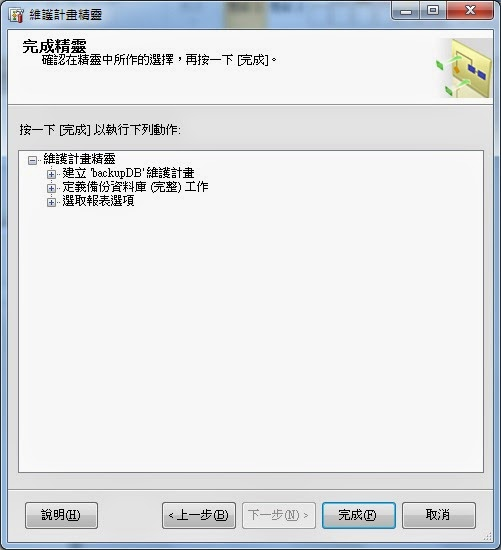 維護計畫精靈
完成精靈
確認在精靈中所作的選擇，再按一下 [完成]。
按一下 [完成] 以執行下列動作:
維護計畫精靈
建立 'backupDB' 維護計畫
定義備份資料庫 (完整) 工作
選取報表選項
說明(H)
< 上一步(B)
下一步(N) >
完成(F)
取消